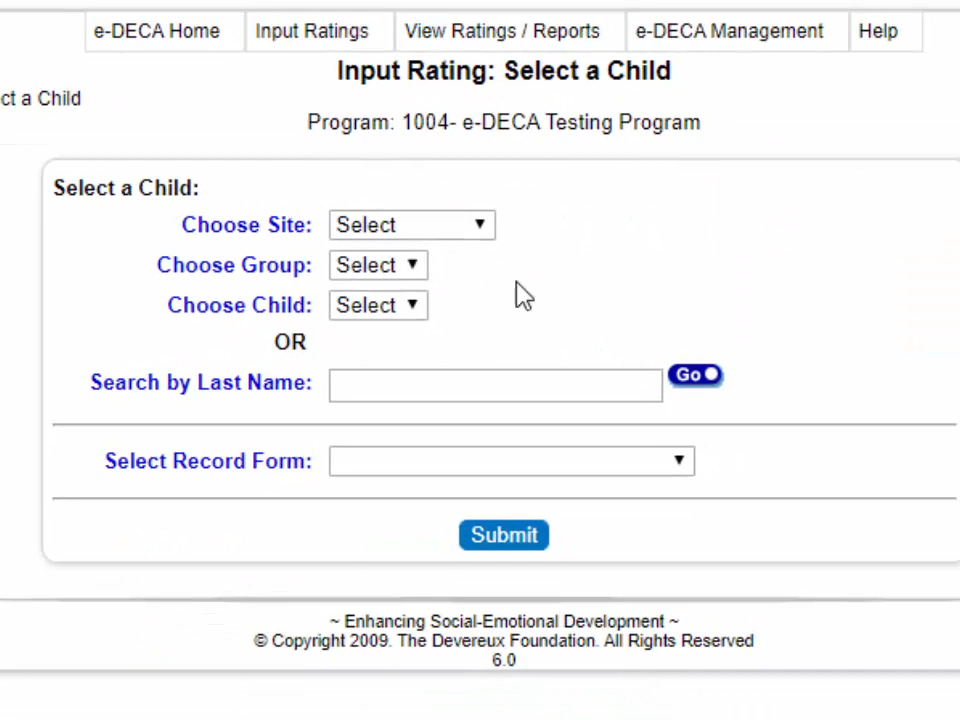 e-DECA Home Input Ratings View Ratings / Reports e-DECA Management Help
Input Rating: Select a Child
ct a Child
Program: 1004- e-DECA Testing Program
Select a Child:
Choose Site: Select
Choose Group: Select
Choose Child: Select
OR
Search by Last Name: Go
Select Record Form:
Submit
~ Enhancing Social-Emotional Development ~
© Copyright 2009. The Devereux Foundation. All Rights Reserved
6.0